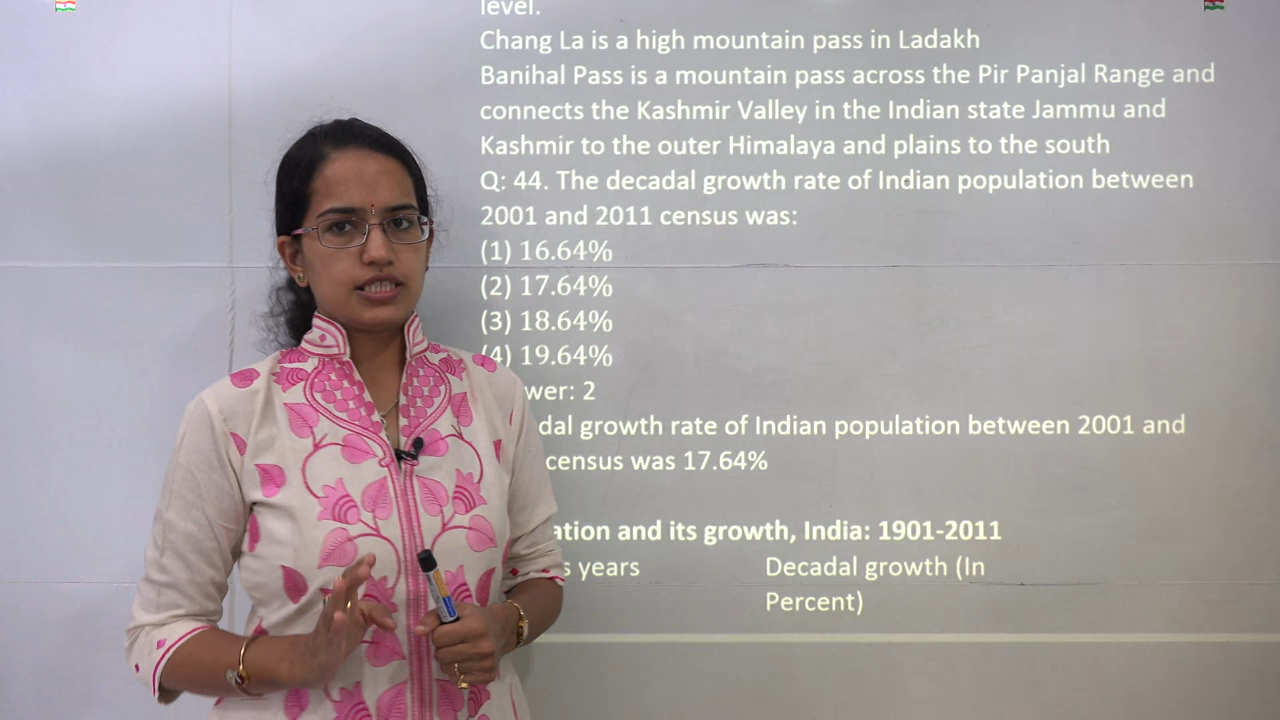 level.
Chang La is a high mountain pass in Ladakh
Banihal Pass is a mountain pass across the Pir Panjal Range and
connects the Kashmir Valley in the Indian state Jammu and
Kashmir to the outer Himalaya and plains to the south
Q: 44. The decadal growth rate of Indian population between
2001 and 2011 census was:
(1) 16.64%
(2) 17.64%
(3) 18.64%
(4) 19.64%
wer: 2
dal growth rate of Indian population between 2001 and
census was 17.64%
ation and its growth, India: 1901-2011
s years Decadal growth (In
Percent)